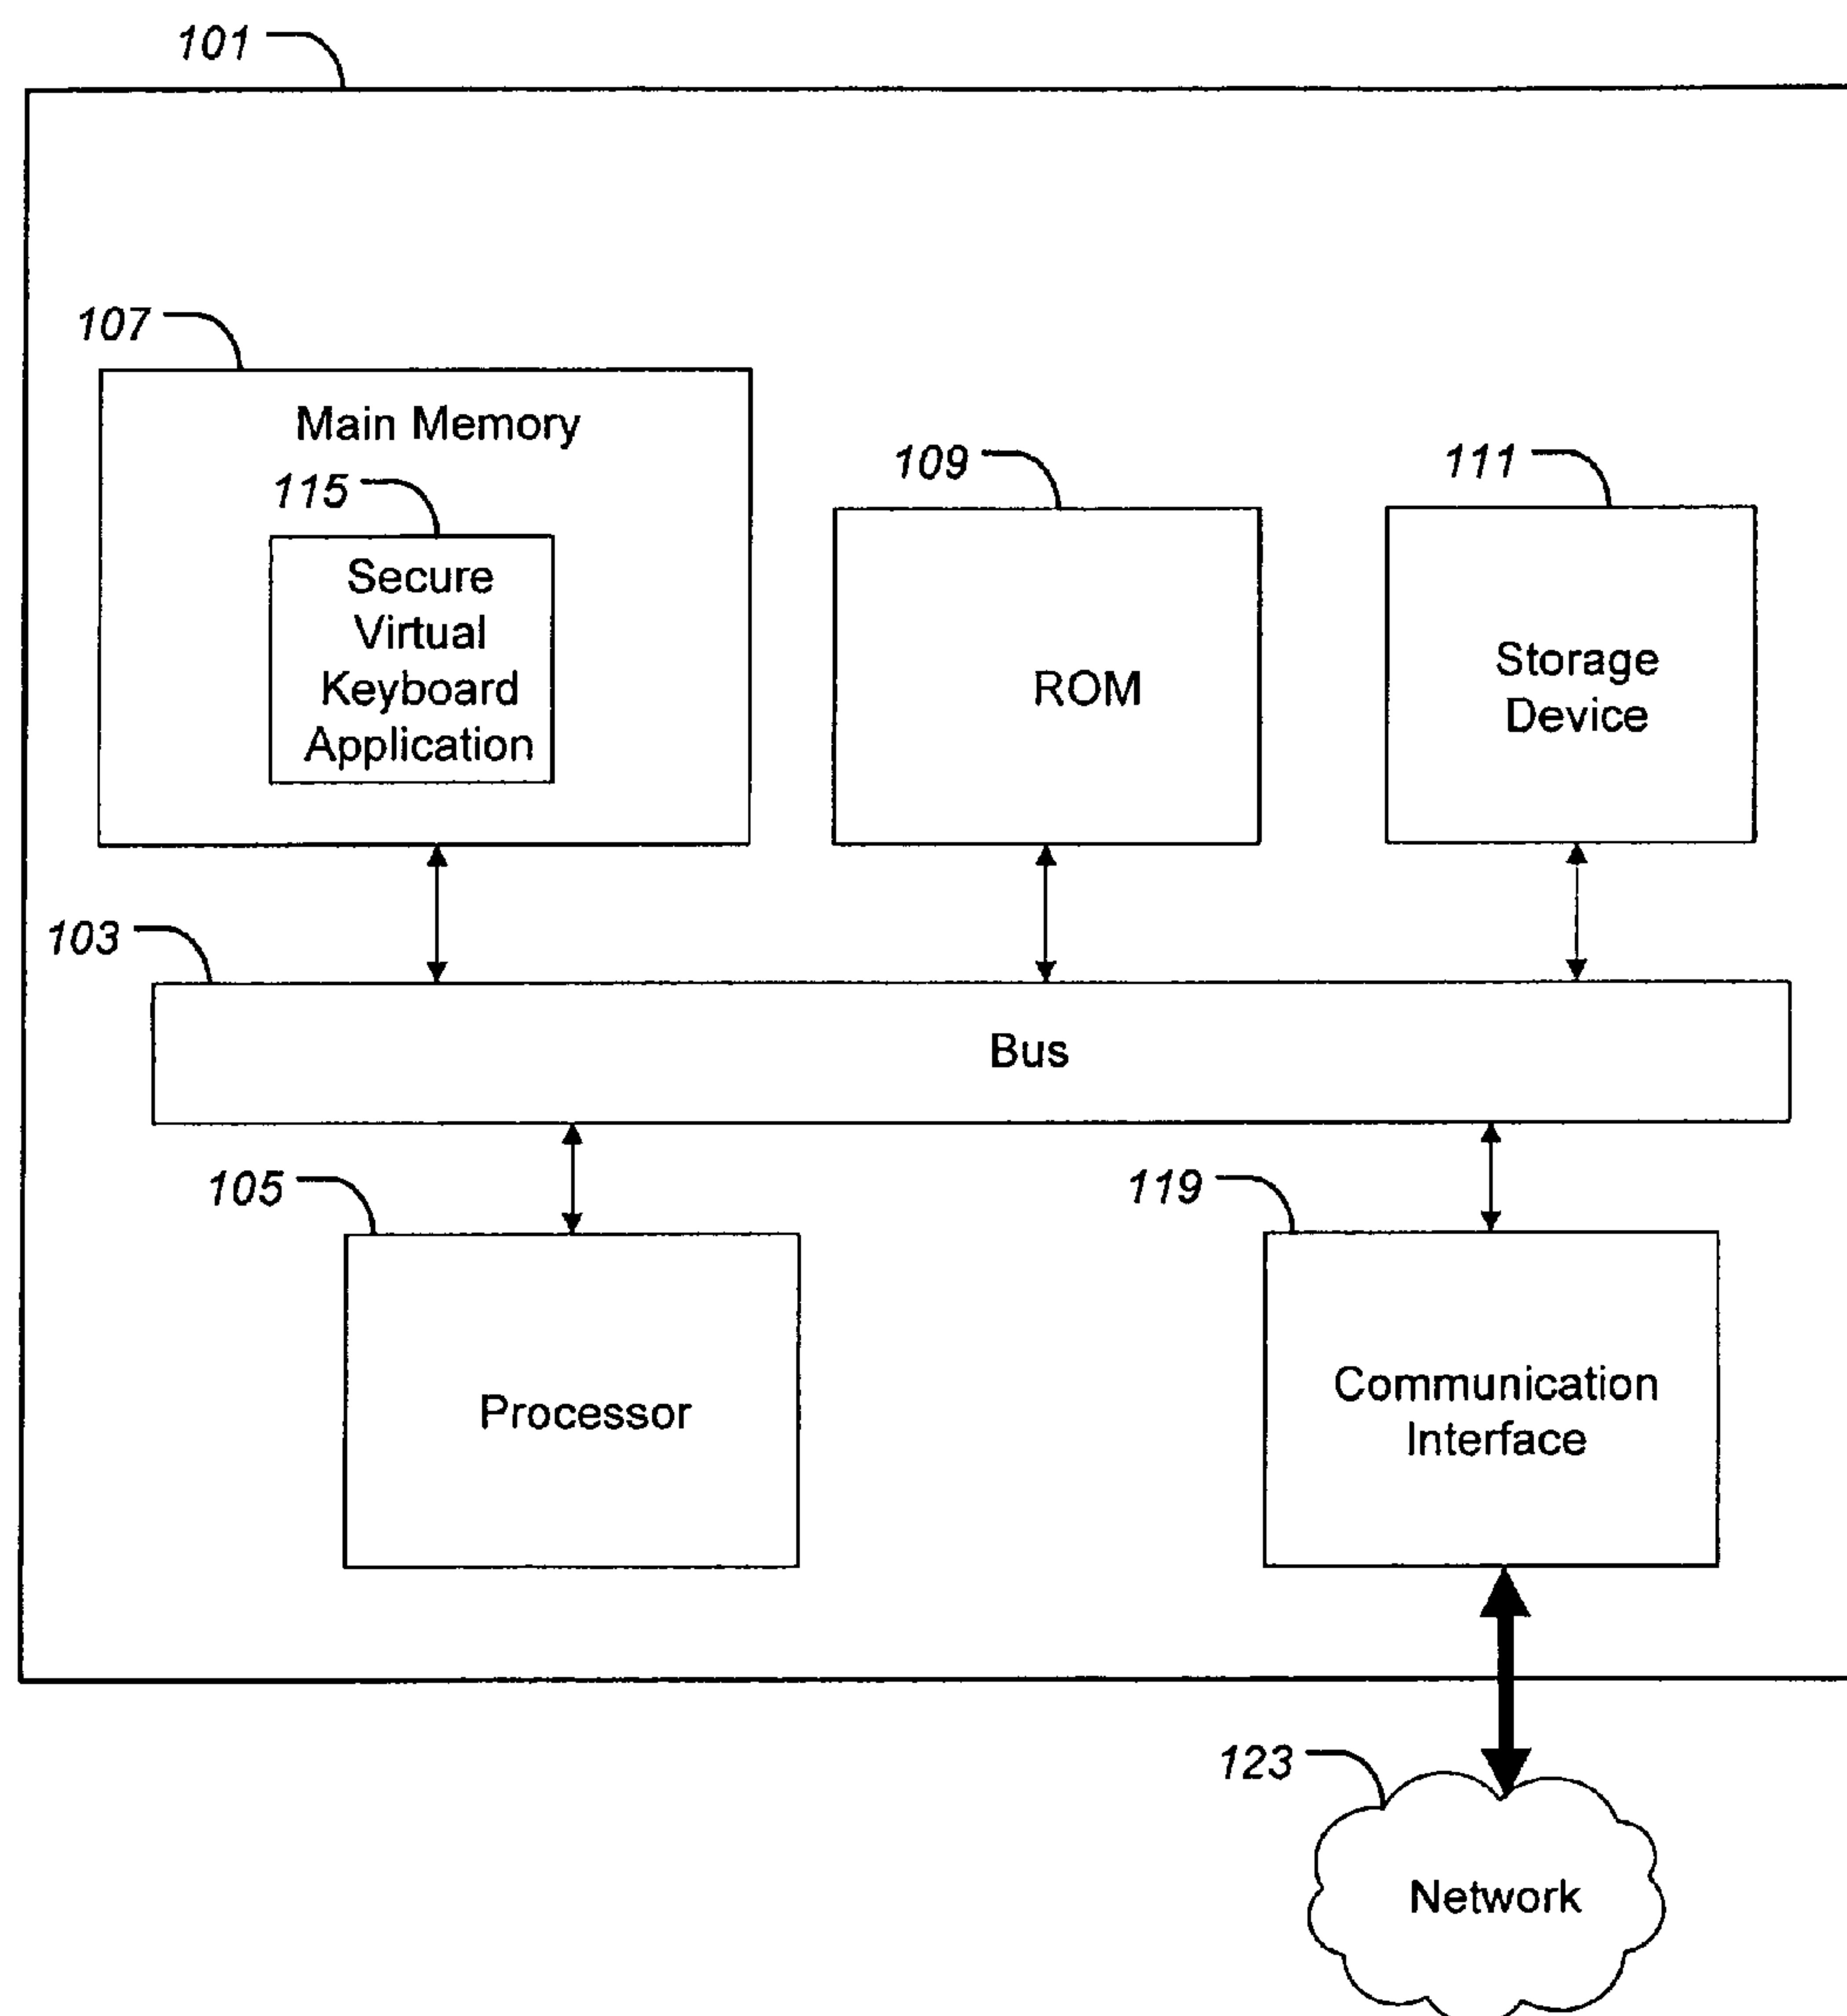 101
107
Main Memory
115
Secure
Virtual
Keyboard
Application
109
ROM
111
Storage
Device
103
Bus
105
Processor
119
Communication
Interface
123
Network